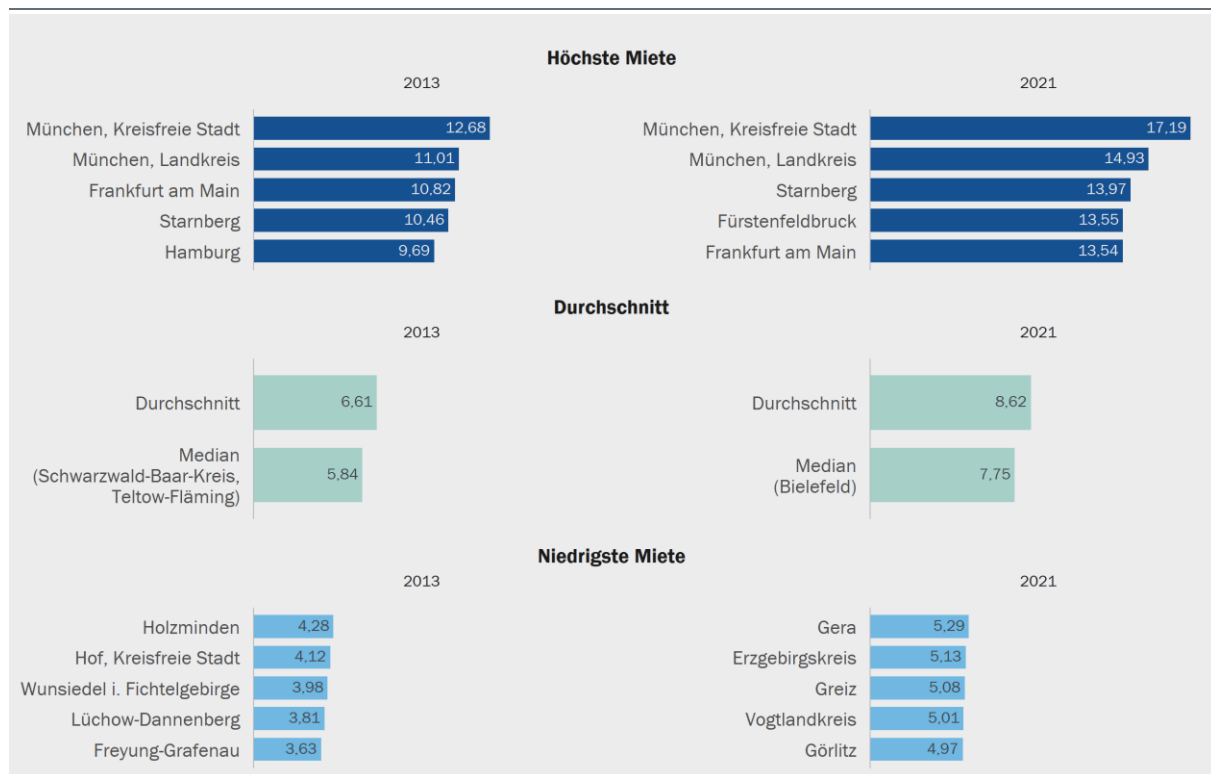 Höchste Miete
2013
München, Kreisfreie Stadt 12,68
München, Landkreis 11,01
Frankfurt am Main 10,82
Starnberg 10,46
Hamburg 9,69
2021
München, Kreisfreie Stadt 17,19
München, Landkreis 14,93
Starnberg 13,97
Fürstenfeldbruck 13,55
Frankfurt am Main 13,54
Durchschnitt
2013
Durchschnitt 6,61
Median
(Schwarzwald-Baar-Kreis, 5,84
Teltow-Fläming)
2021
Durchschnitt 8,62
Median 7,75
(Bielefeld)
Niedrigste Miete
2013
Holzminden 4,28
Hof, Kreisfreie Stadt 4,12
Wunsiedel i. Fichtelgebirge 3,98
Lüchow-Dannenberg 3,81
Freyung-Grafenau 3,63
2021
Gera 5,29
Erzgebirgskreis 5,13
Greiz 5,08
Vogtlandkreis 5,01
Görlitz 4,97